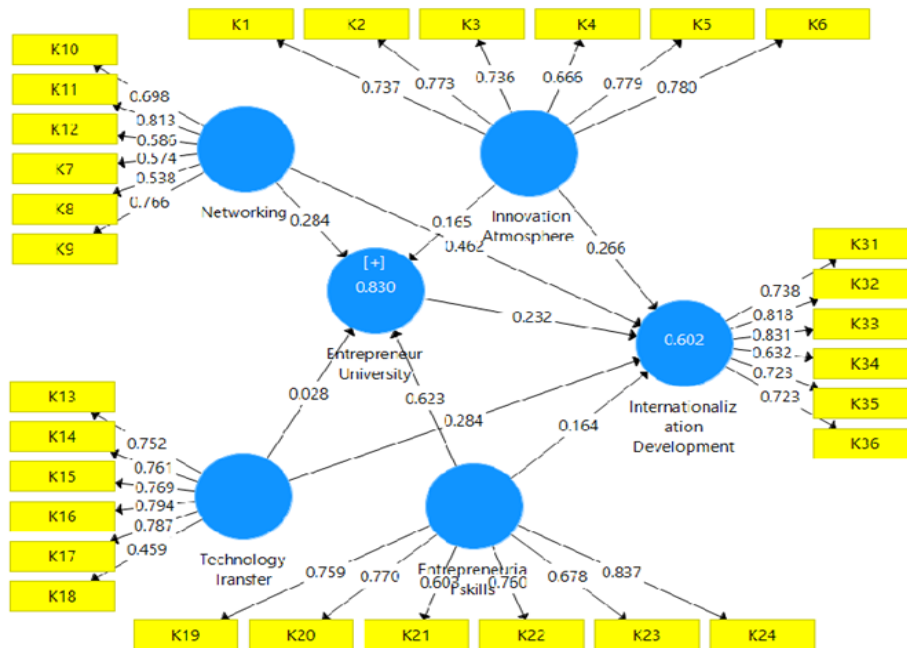 K1
K2
K3
K4
K5
K6
K10
K11
K12
K7
K8
K9
0.737
0.773
0.736
0.666
0.779
0.780
0.698
0.813
0.586
0.574
0.538
0.766
Networking
Innovation
Atmosphere
0.284
0.165
0.462
0.266
[+]
0.830
Entrepreneur
University
0.232
0.602
Internationaliz
ation
Development
K31
K32
K33
K34
K35
K36
0.738
0.818
0.831
0.632
0.723
0.723
0.028
0.623
0.284
0.164
K13
K14
K15
K16
K17
K18
0.752
0.761
0.769
0.794
0.787
0.459
Technology
Transfer
Entrepreneuria
l skills
0.759
0.770
0.603
0.760
0.678
0.837
K19
K20
K21
K22
K23
K24